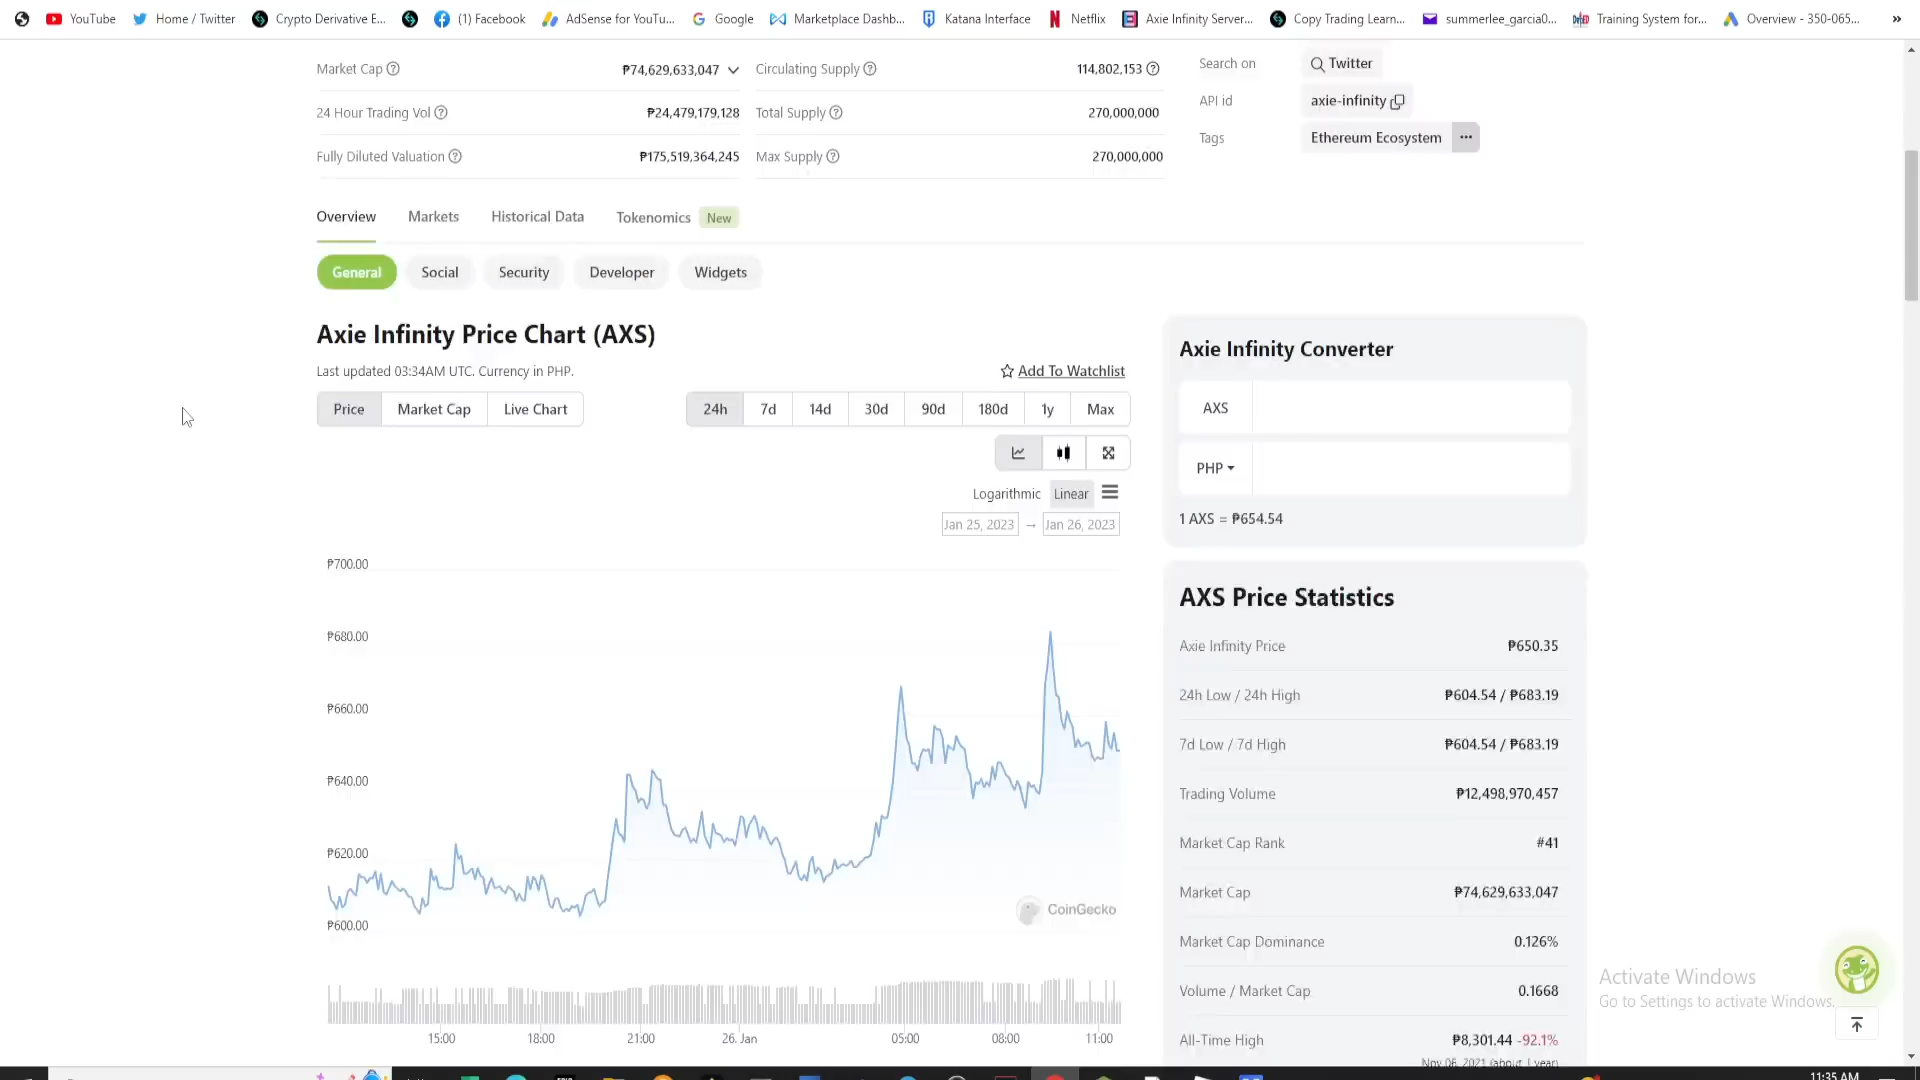 YouTube Home / Twitter Crypto Derivative E... (1) Facebook AdSense for YouTu... Google Marketplace Dashb... Katana Interface Netflix Axie Infinity Server... Copy Trading Learn... summerlee_garcia0... Training System for... Overview - 350-065... »
Market Cap ₱74,629,633,047 Circulating Supply 114,802,153
Search on Twitter
API id axie-infinity
24 Hour Trading Vol ₱24,479,179,128 Total Supply 270,000,000
Tags Ethereum Ecosystem ...
Fully Diluted Valuation ₱175,519,364,245 Max Supply 270,000,000
Overview Markets Historical Data Tokenomics New
General Social Security Developer Widgets
Axie Infinity Price Chart (AXS)
Last updated 03:34AM UTC. Currency in PHP.
Add To Watchlist
Price Market Cap Live Chart
24h 7d 14d 30d 90d 180d 1y Max
Logarithmic Linear
Jan 25, 2023 → Jan 26, 2023
₱700.00
₱680.00
₱660.00
₱640.00
₱620.00
₱600.00
CoinGecko
15:00 18:00 21:00 26. Jan 05:00 08:00 11:00
Axie Infinity Converter
AXS
PHP
1 AXS = ₱654.54
AXS Price Statistics
Axie Infinity Price ₱650.35
24h Low / 24h High ₱604.54 / ₱683.19
7d Low / 7d High ₱604.54 / ₱683.19
Trading Volume ₱12,498,970,457
Market Cap Rank #41
Market Cap ₱74,629,633,047
Market Cap Dominance 0.126%
Volume / Market Cap 0.1668
All-Time High ₱8,301.44 -92.1%
Nov 06, 2021 (about 1 year)
Activate Windows
Go to Settings to activate Windows.
11:35 AM